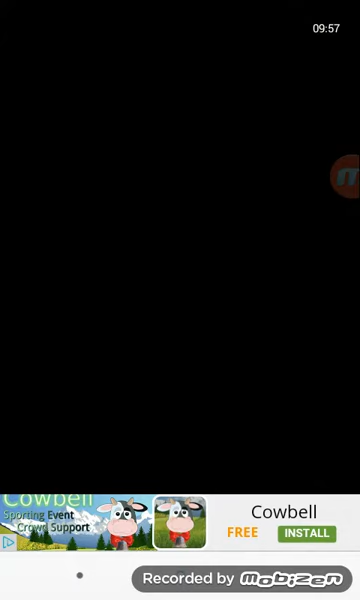 09:57
Cowbell
Sporting Event
Crowd Support
Cowbell
FREE
INSTALL
Recorded by mobizen